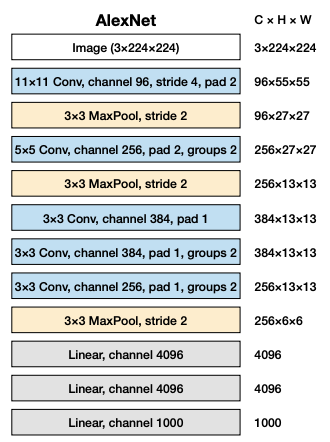 AlexNet C × H × W
Image (3×224×224) 3×224×224
11×11 Conv, channel 96, stride 4, pad 2 96×55×55
3×3 MaxPool, stride 2 96×27×27
5×5 Conv, channel 256, pad 2, groups 2 256×27×27
3×3 MaxPool, stride 2 256×13×13
3×3 Conv, channel 384, pad 1 384×13×13
3×3 Conv, channel 384, pad 1, groups 2 384×13×13
3×3 Conv, channel 256, pad 1, groups 2 256×13×13
3×3 MaxPool, stride 2 256×6×6
Linear, channel 4096 4096
Linear, channel 4096 4096
Linear, channel 1000 1000